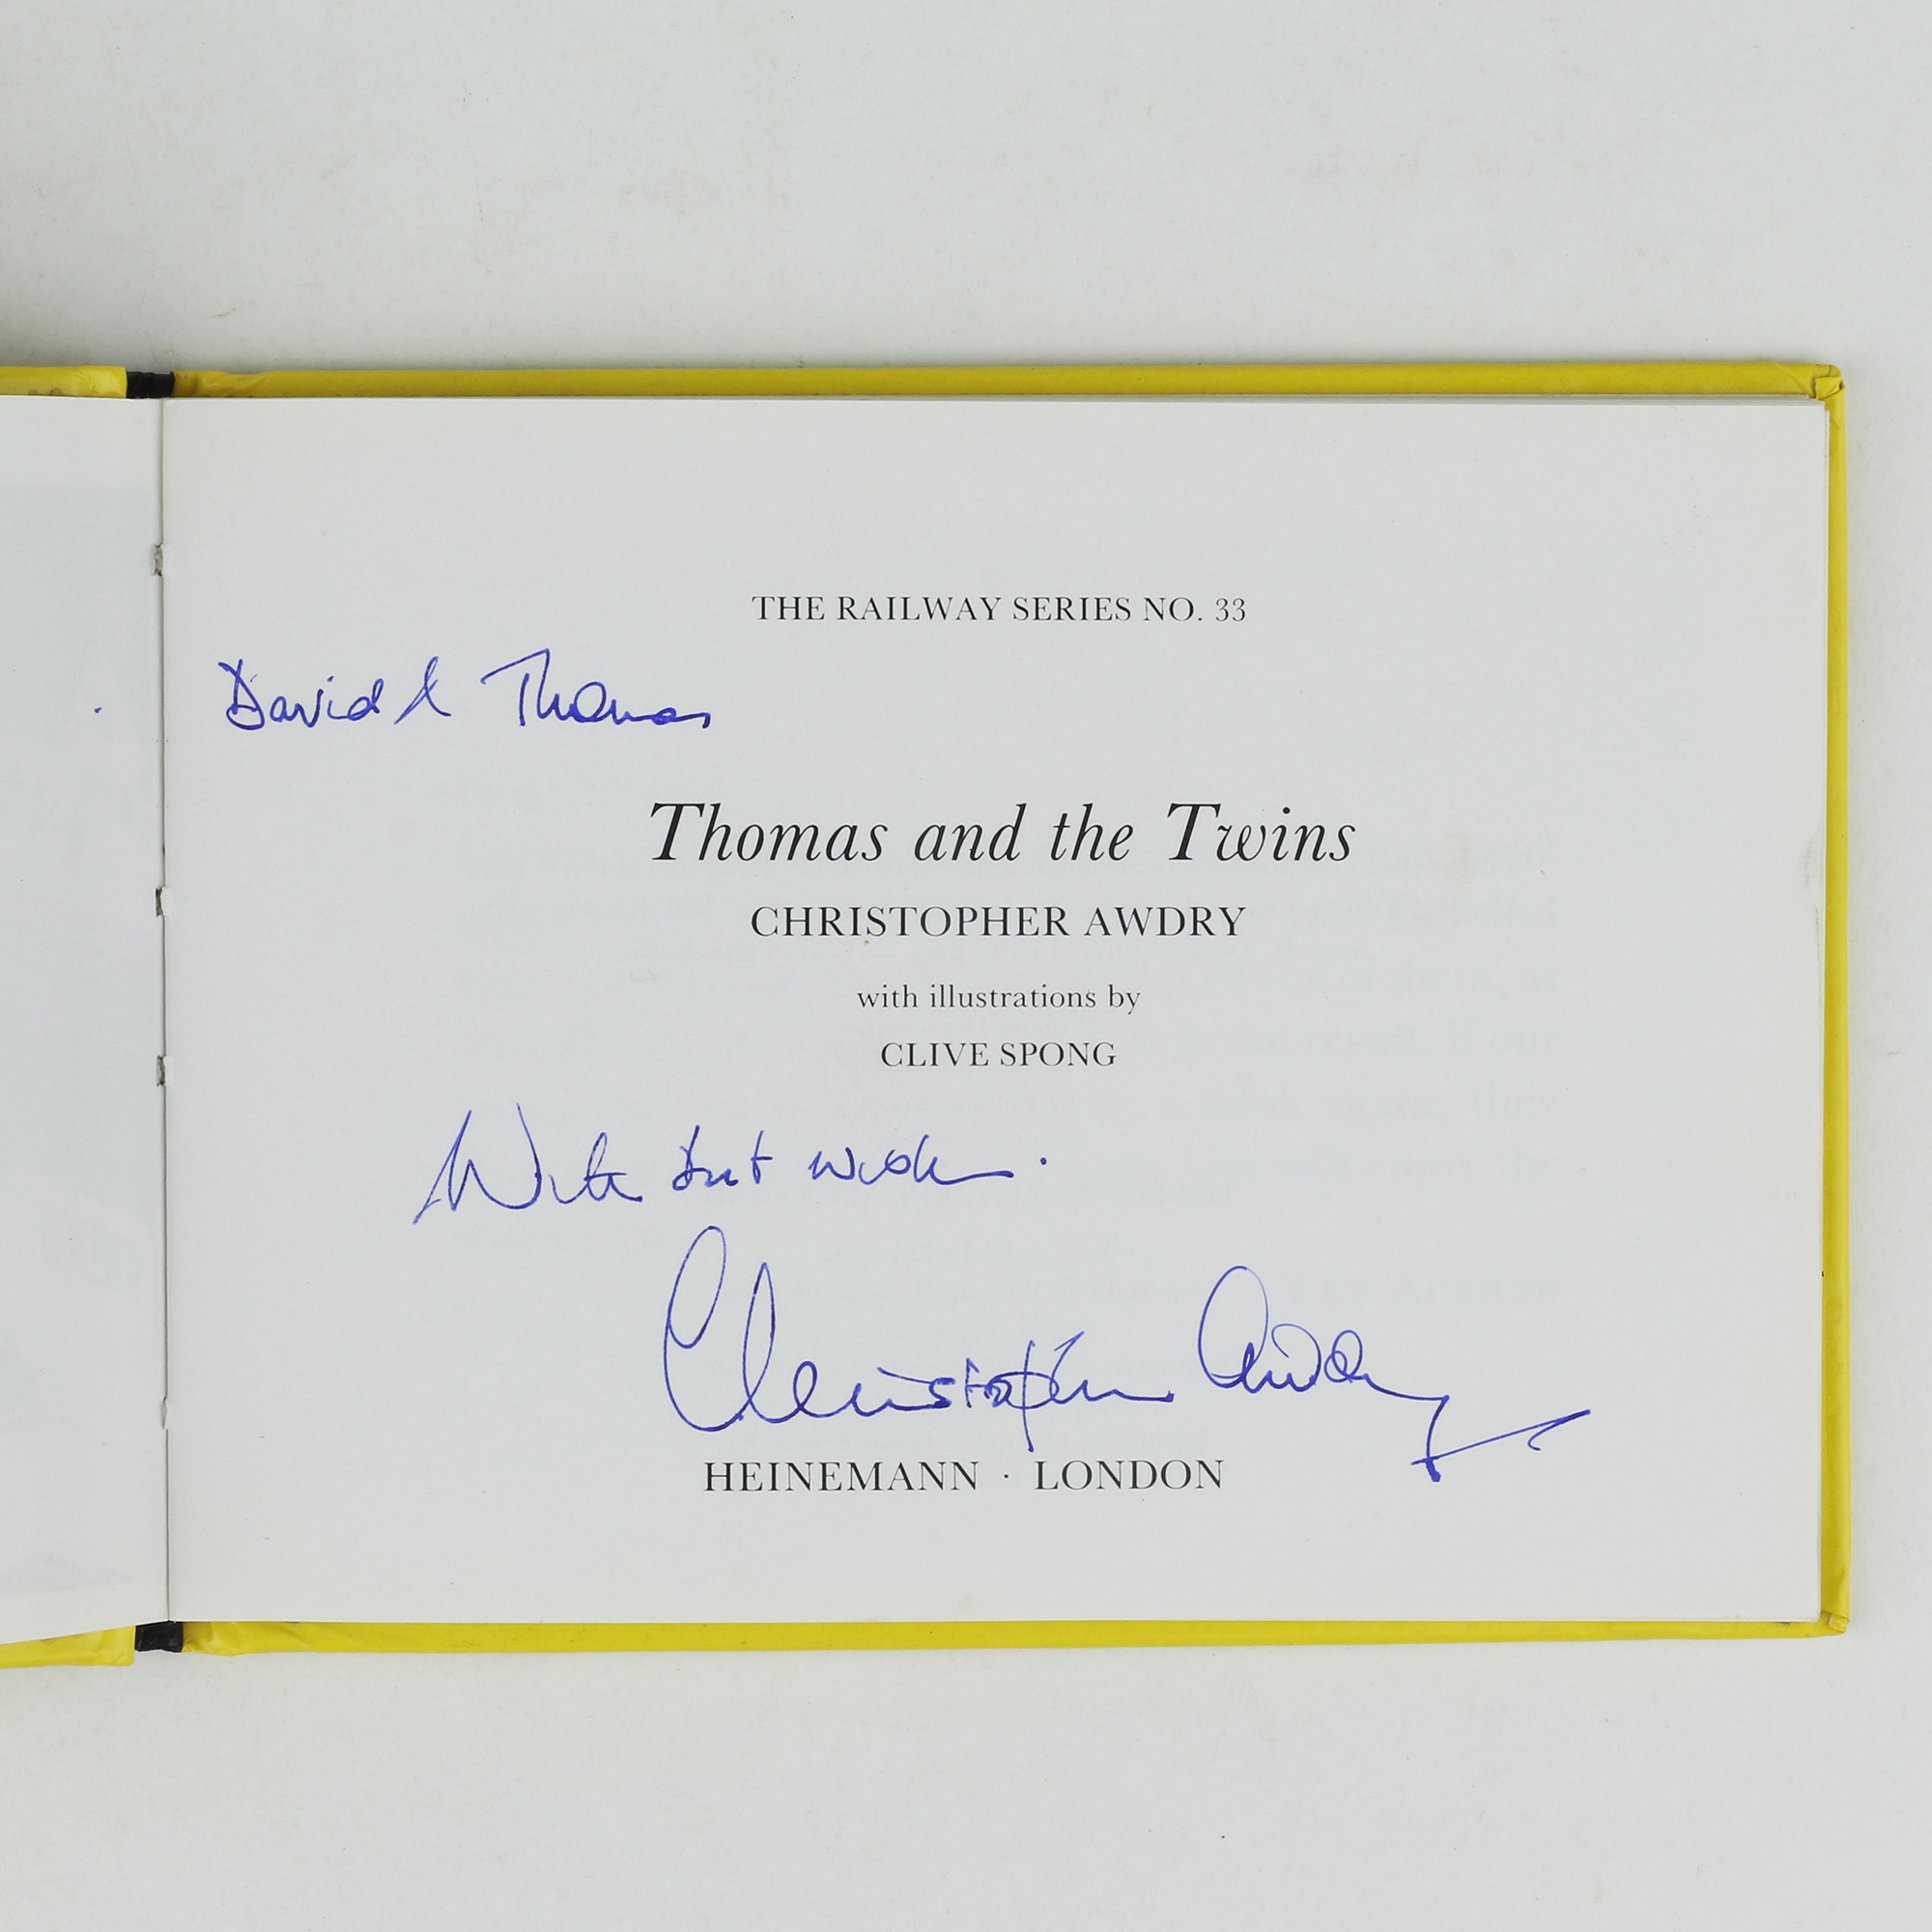 THE RAILWAY SERIES NO. 33
David & Thomas
Thomas and the Twins
CHRISTOPHER AWDRY
with illustrations by
CLIVE SPONG
With best wishes.
Christopher Awdry
HEINEMANN · LONDON